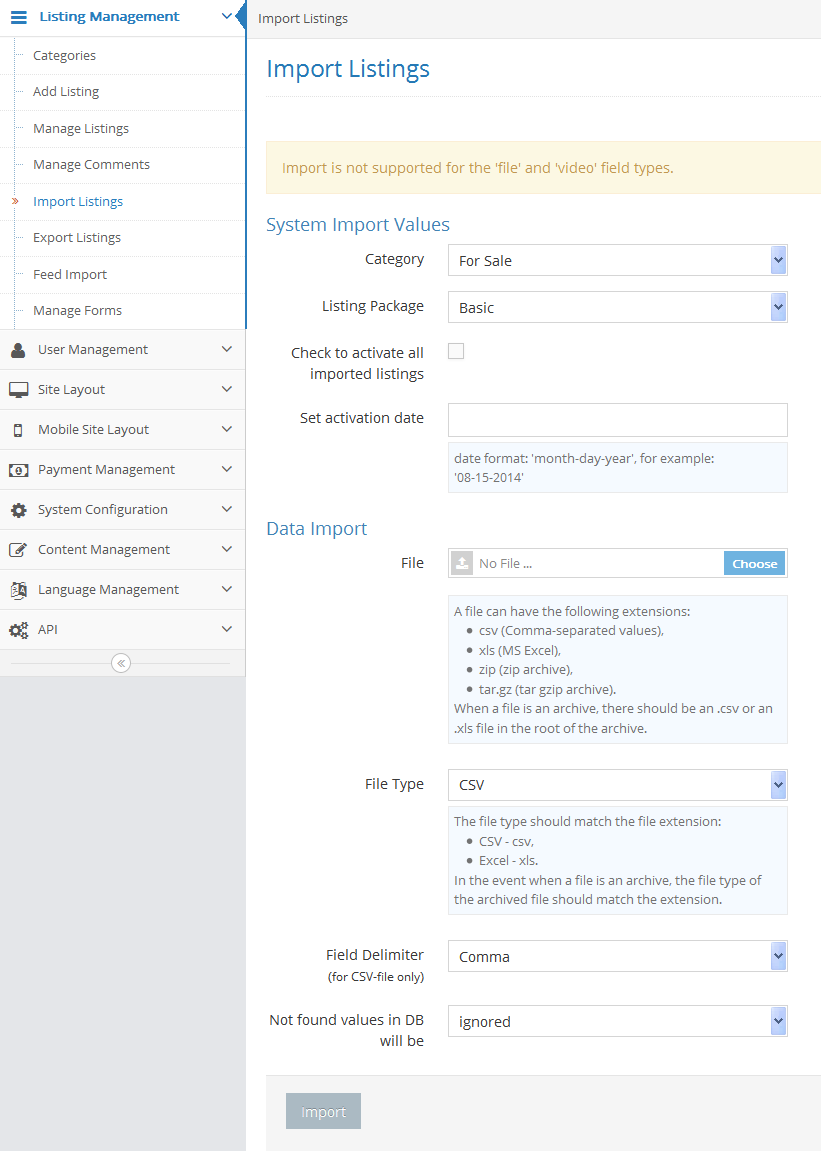 Listing Management
Categories
Add Listing
Manage Listings
Manage Comments
Import Listings
Export Listings
Feed Import
Manage Forms
User Management
Site Layout
Mobile Site Layout
Payment Management
System Configuration
Content Management
Language Management
API
Import Listings
Import Listings
Import is not supported for the 'file' and 'video' field types.
System Import Values
Category
For Sale
Listing Package
Basic
Check to activate all
imported listings
Set activation date
date format: 'month-day-year', for example:
'08-15-2014'
Data Import
File
No File ...
Choose
A file can have the following extensions:
csv (Comma-separated values),
xls (MS Excel),
zip (zip archive),
tar.gz (tar gzip archive).
When a file is an archive, there should be an .csv or an
.xls file in the root of the archive.
File Type
CSV
The file type should match the file extension:
CSV - csv,
Excel - xls.
In the event when a file is an archive, the file type of
the archived file should match the extension.
Field Delimiter
(for CSV-file only)
Comma
Not found values in DB
will be
ignored
Import